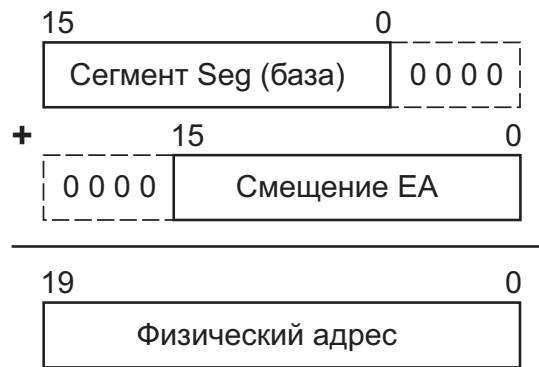 15 0
Сегмент Seg (база) 0 0 0 0
+ 15 0
0 0 0 0 Смещение EA
19 0
Физический адрес